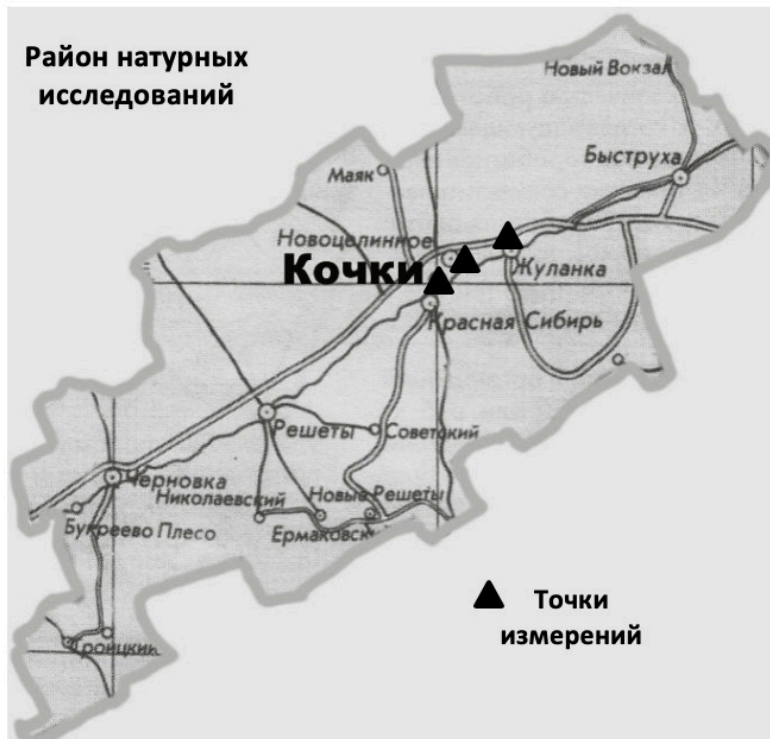 Район натурных
исследований
Новый Вокзал
Быструха
Маяк
Новоцелинное
Кочки
Жуланка
Красная Сибирь
Решеты
Советский
Черновка
Николаевский
Новые Решеты
Букреево Плесо
Ермаковск
Троицкий
Точки
измерений